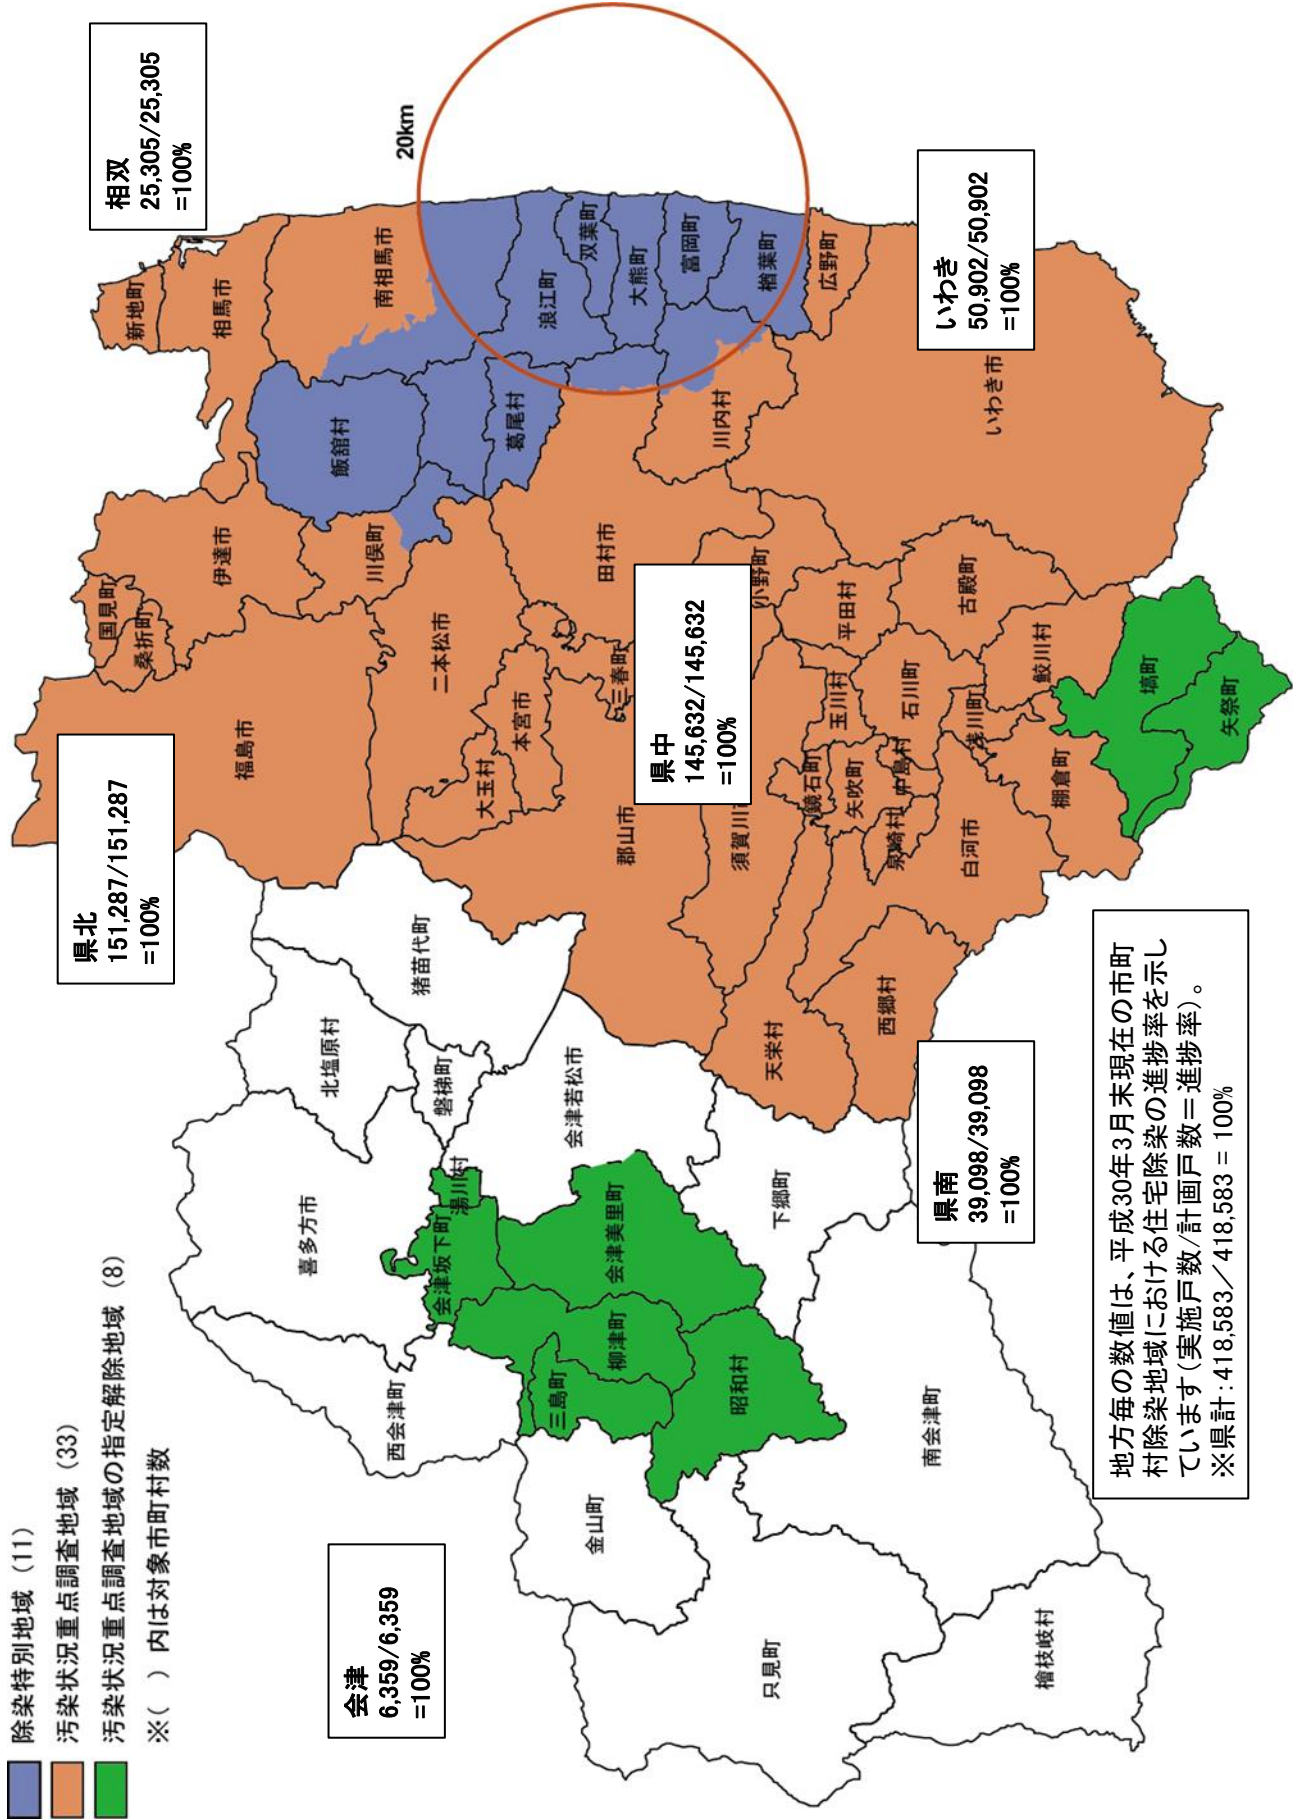 除染特別地域 (11)
汚染状況重点調査地域 (33)
汚染状況重点調査地域の指定解除地域 (8)
※( ) 内は対象市町村数
県北
151,287/151,287
=100%
相双
25,305/25,305
=100%
会津
6,359/6,359
=100%
県中
145,632/145,632
=100%
県南
39,098/39,098
=100%
いわき
50,902/50,902
=100%
20km
新地町
相馬市
南相馬市
国見町
桑折町
伊達市
福島市
飯舘村
川俣町
浪江町
双葉町
大熊町
富岡町
楢葉町
広野町
葛尾村
川内村
二本松市
大玉村
本宮市
田村市
三春町
小野町
郡山市
須賀川市
平田村
古殿町
玉川村
石川町
鏡石町
矢吹町
中島村
浅川町
鮫川村
泉崎村
白河市
棚倉町
塙町
矢祭町
いわき市
天栄村
西郷村
猪苗代町
北塩原村
磐梯町
会津若松市
喜多方市
湯川村
会津坂下町
会津美里町
下郷町
西会津町
柳津町
三島町
昭和村
金山町
南会津町
只見町
檜枝岐村
地方毎の数値は、平成30年3月末現在の市町
村除染地域における住宅除染の進捗率を示し
ています(実施戸数/計画戸数=進捗率)。
※県計:418,583/418,583 = 100%